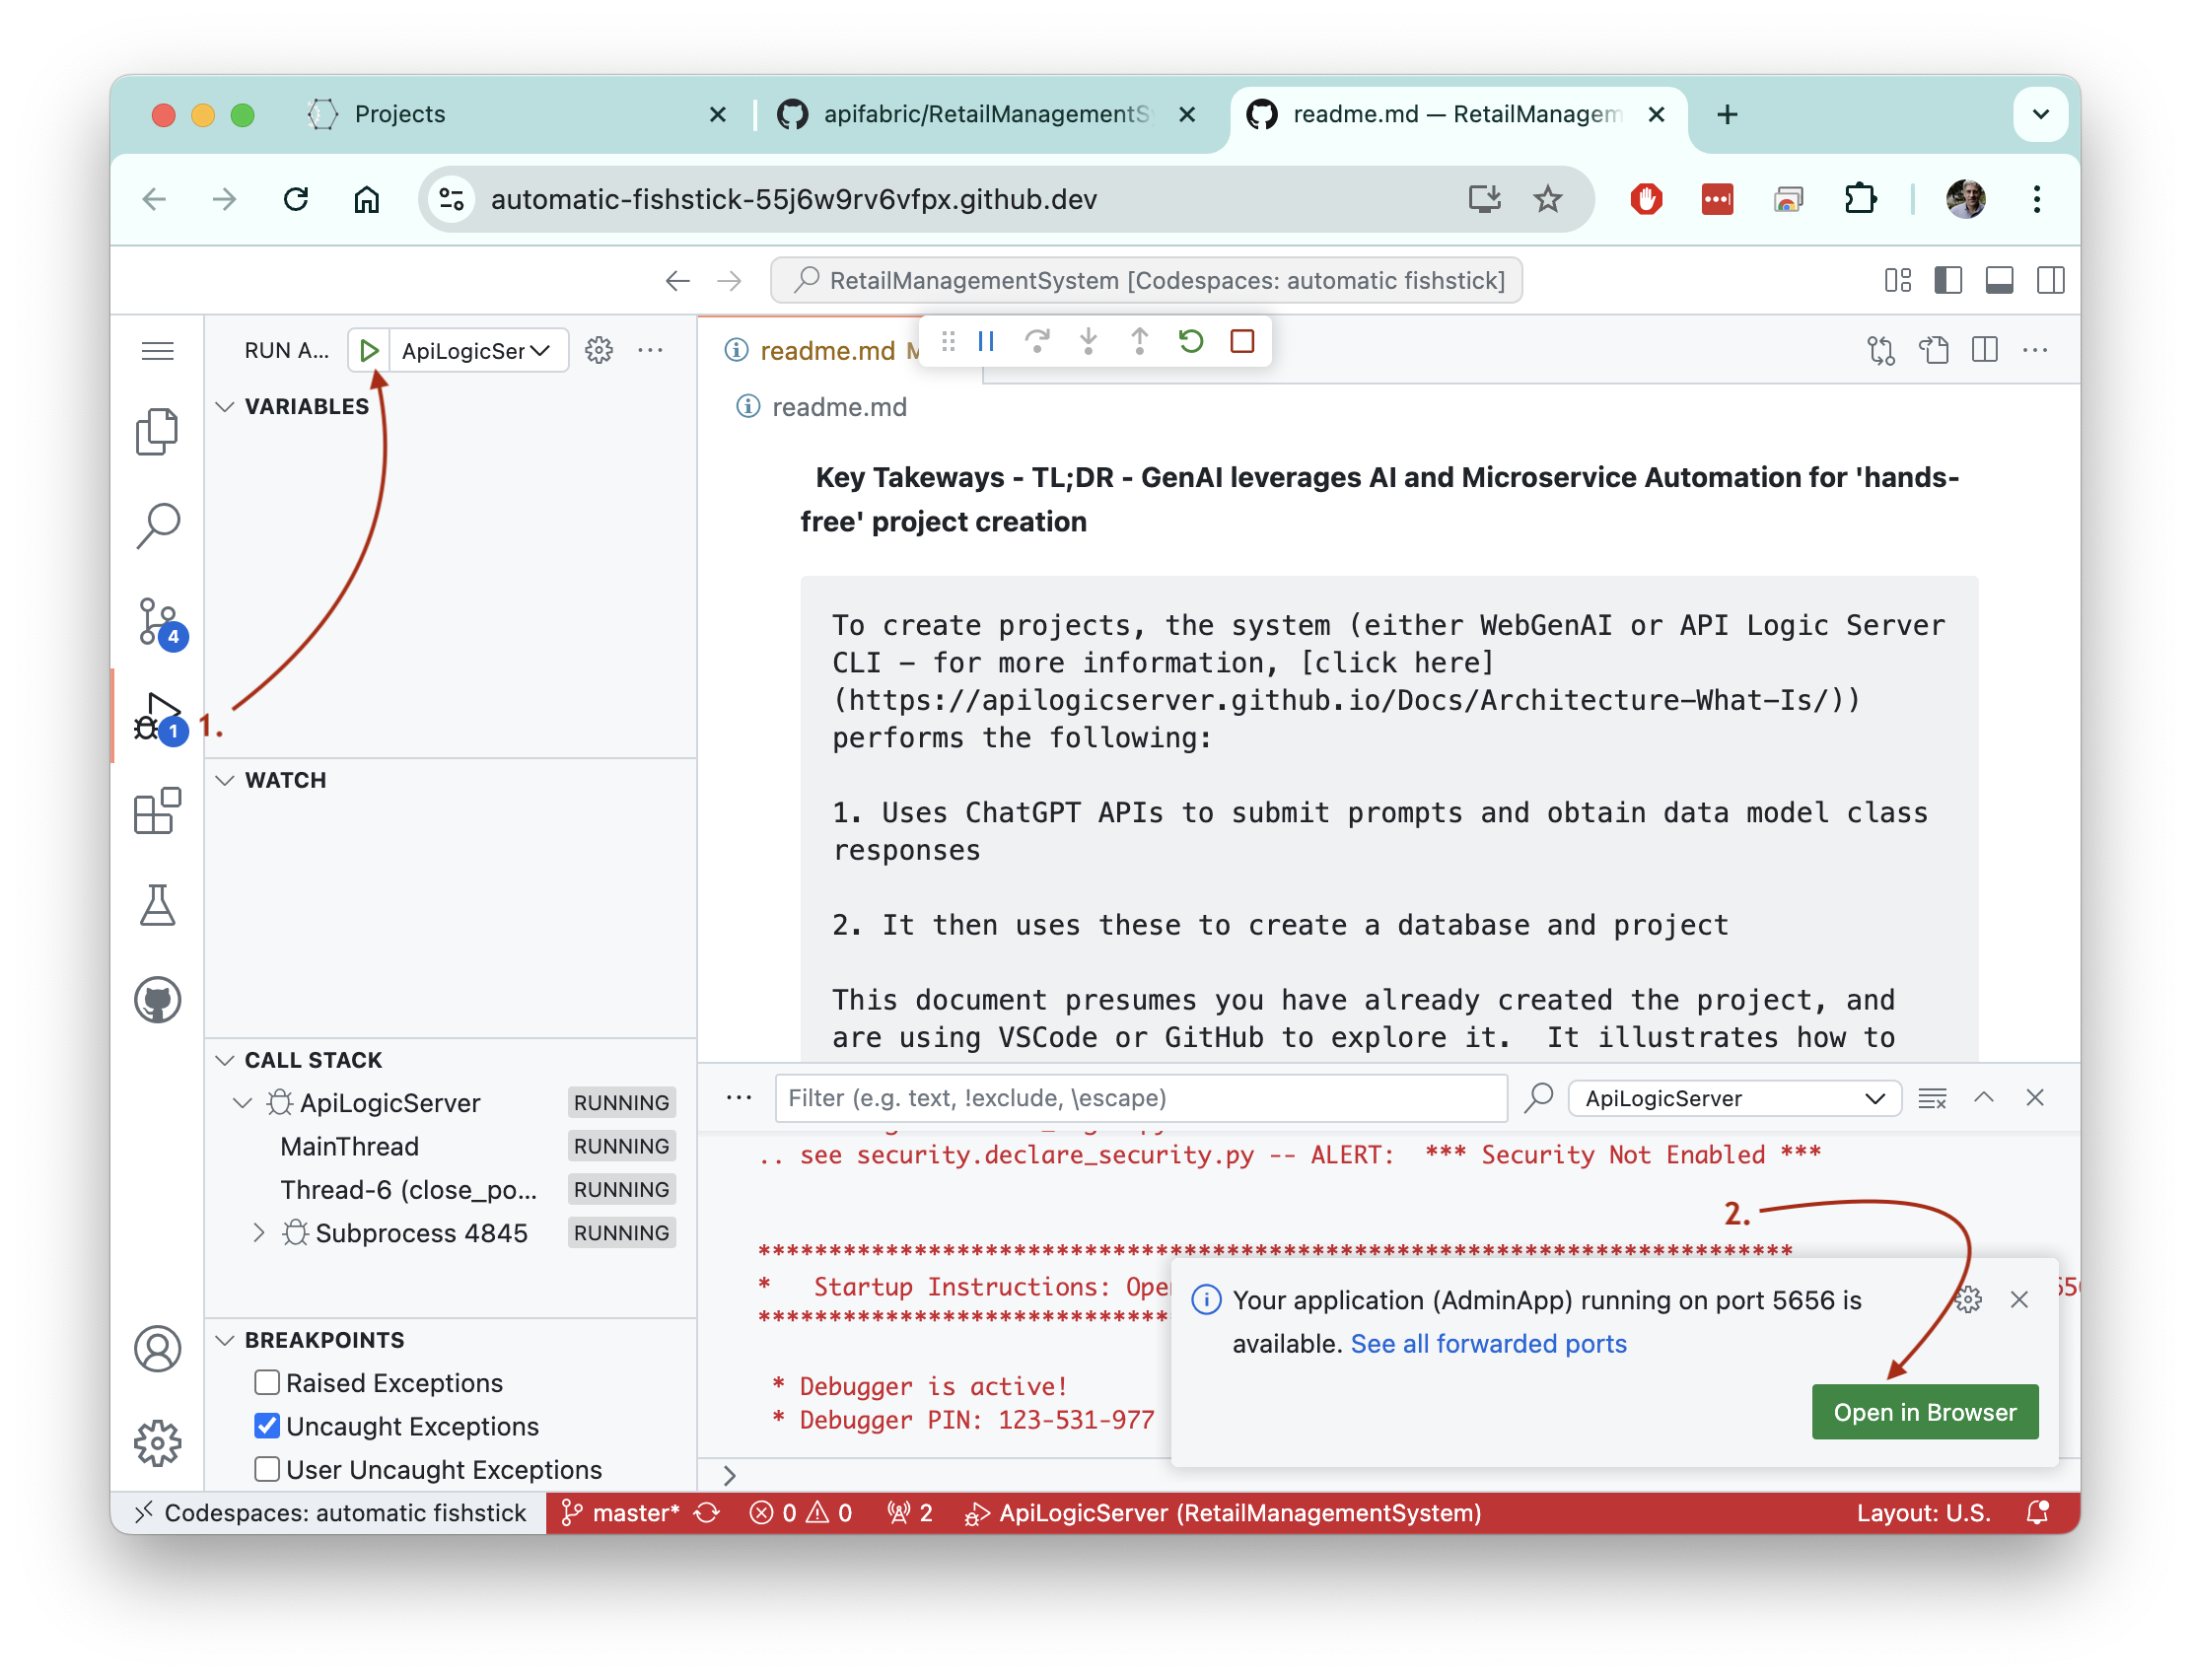 Projects
apifabric/RetailManagementSy
readme.md — RetailManagem
automatic-fishstick-55j6w9rv6vfpx.github.dev
RetailManagementSystem [Codespaces: automatic fishstick]
RUN A...
ApiLogicSer
readme.md M
readme.md
VARIABLES
Key Takeways - TL;DR - GenAI leverages AI and Microservice Automation for 'hands-
free' project creation
To create projects, the system (either WebGenAI or API Logic Server
CLI - for more information, [click here]
(https://apilogicserver.github.io/Docs/Architecture-What-Is/))
performs the following:
1. Uses ChatGPT APIs to submit prompts and obtain data model class
responses
2. It then uses these to create a database and project
This document presumes you have already created the project, and
are using VSCode or GitHub to explore it.  It illustrates how to
4
1
1.
WATCH
CALL STACK
ApiLogicServer RUNNING
MainThread RUNNING
Thread-6 (close_po... RUNNING
Subprocess 4845 RUNNING
BREAKPOINTS
Raised Exceptions
Uncaught Exceptions
User Uncaught Exceptions
Filter (e.g. text, !exclude, \escape)
ApiLogicServer
.. see security.declare_security.py -- ALERT:  *** Security Not Enabled ***
2.
*************************************************************************
*   Startup Instructions: Ope
*****************************
* Debugger is active!
* Debugger PIN: 123-531-977
Your application (AdminApp) running on port 5656 is
available. See all forwarded ports
Open in Browser
Codespaces: automatic fishstick
master*
0
0
2
ApiLogicServer (RetailManagementSystem)
Layout: U.S.